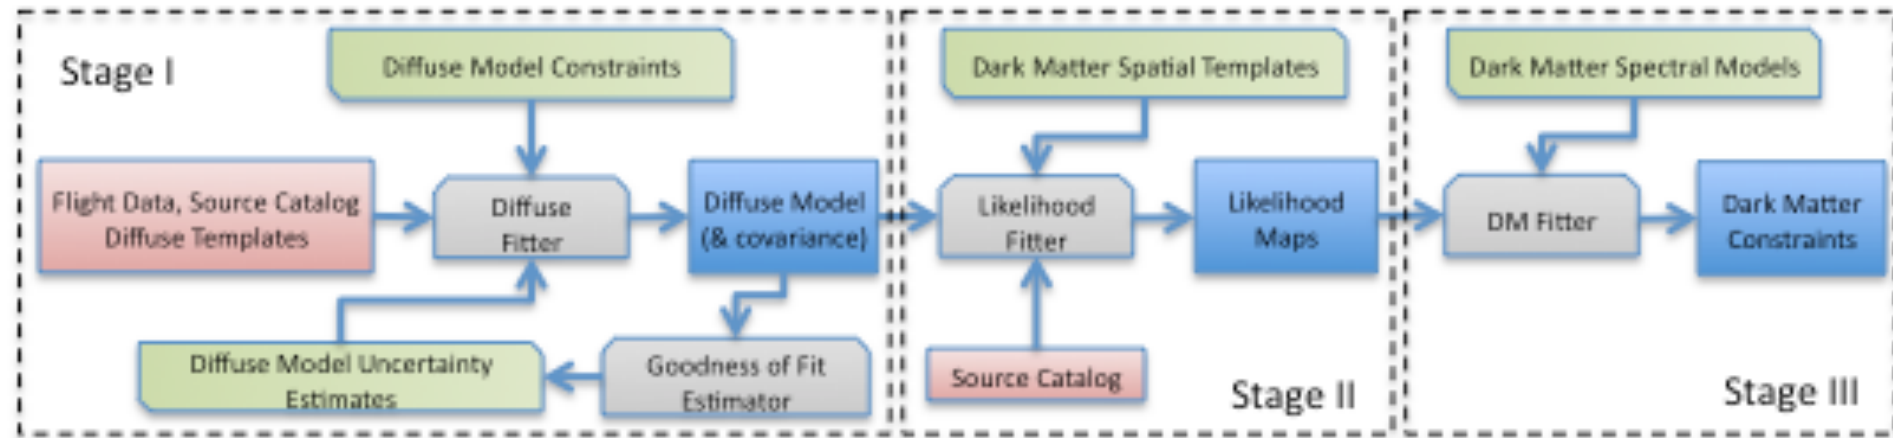 Stage I
Diffuse Model Constraints
Flight Data, Source Catalog
Diffuse Templates
Diffuse
Fitter
Diffuse Model
(& covariance)
Diffuse Model Uncertainty
Estimates
Goodness of Fit
Estimator
Dark Matter Spatial Templates
Likelihood
Fitter
Likelihood
Maps
Source Catalog
Stage II
Dark Matter Spectral Models
DM Fitter
Dark Matter
Constraints
Stage III